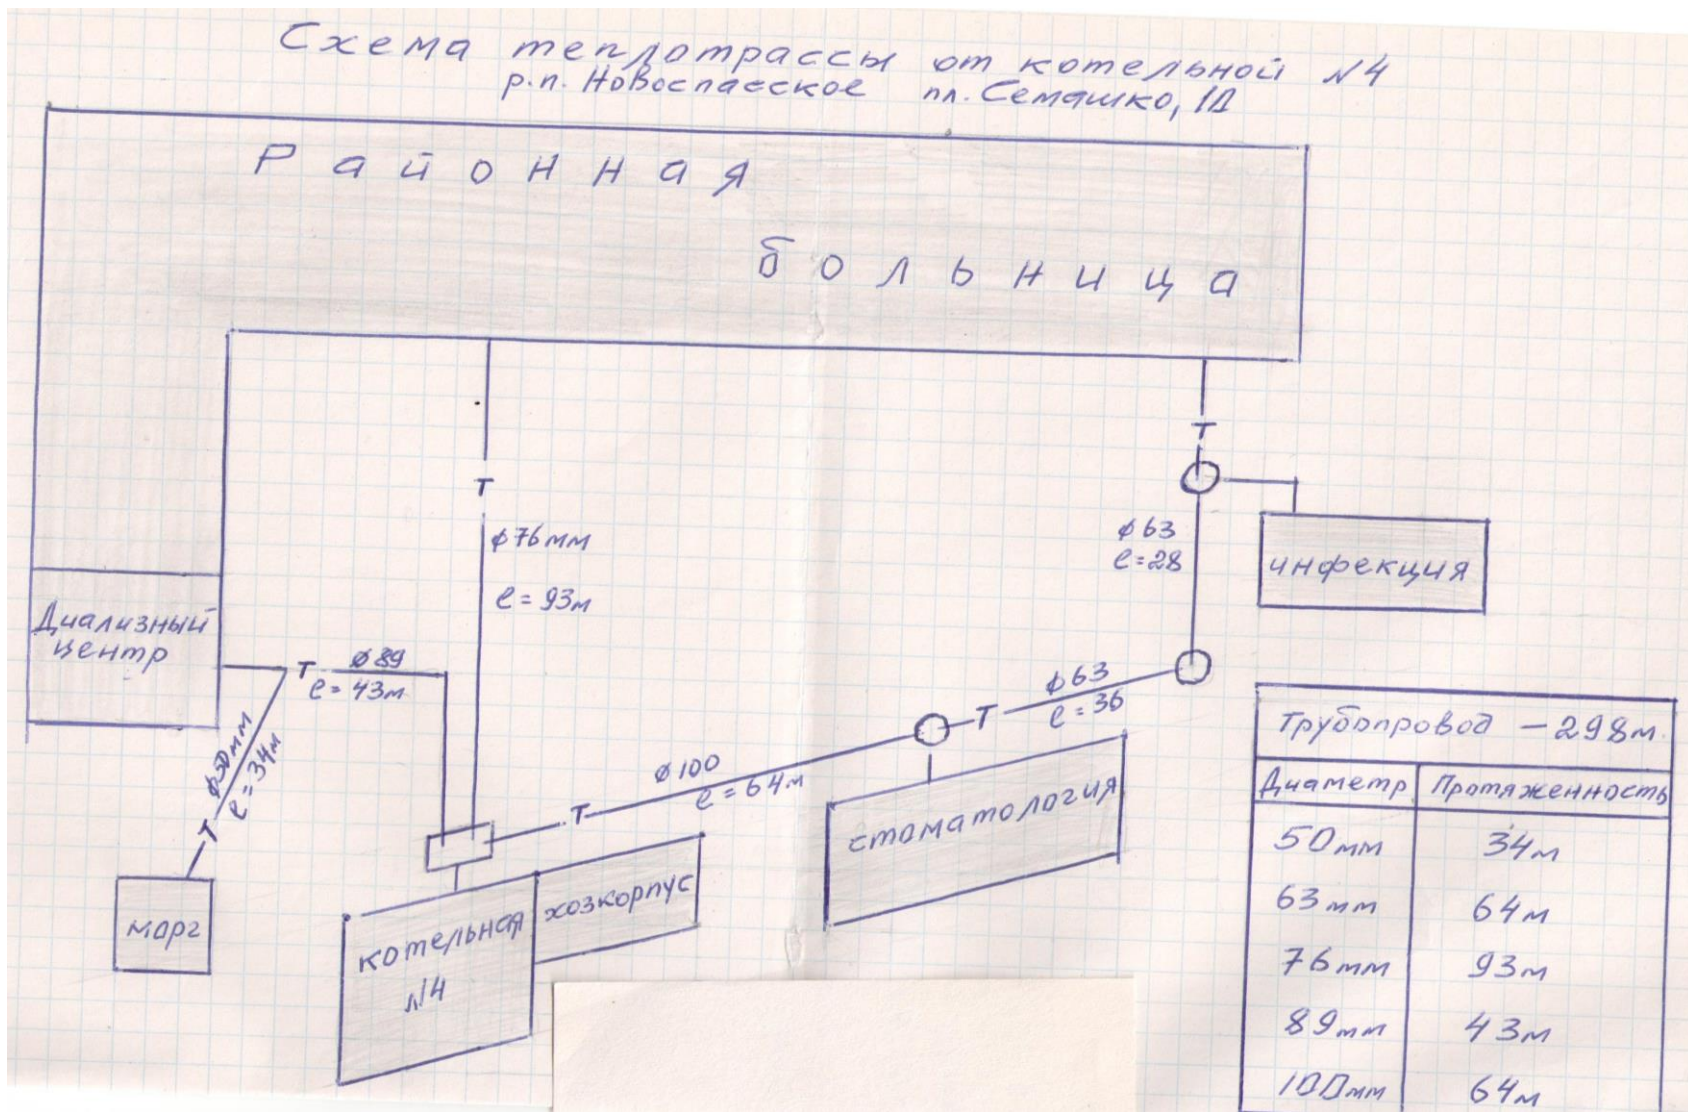 Схема теплотрассы от котельной №4
р.п. Новоспасское пл. Семашко, 1Д
Районная
больница
Т
Т
ф63
ℓ=28
инфекция
ф76мм
ℓ=93м
Диализный
центр
Т
ф89
ℓ=43м
ф50мм
ℓ=34м
Т
морг
ф63
ℓ=36
Т
ф100
ℓ=64м
Т
стоматология
котельная
№4
хозкорпус
Трубопровод – 298м.
Диаметр Протяженность
50мм 34м
63мм 64м
76мм 93м
89мм 43м
100мм 64м